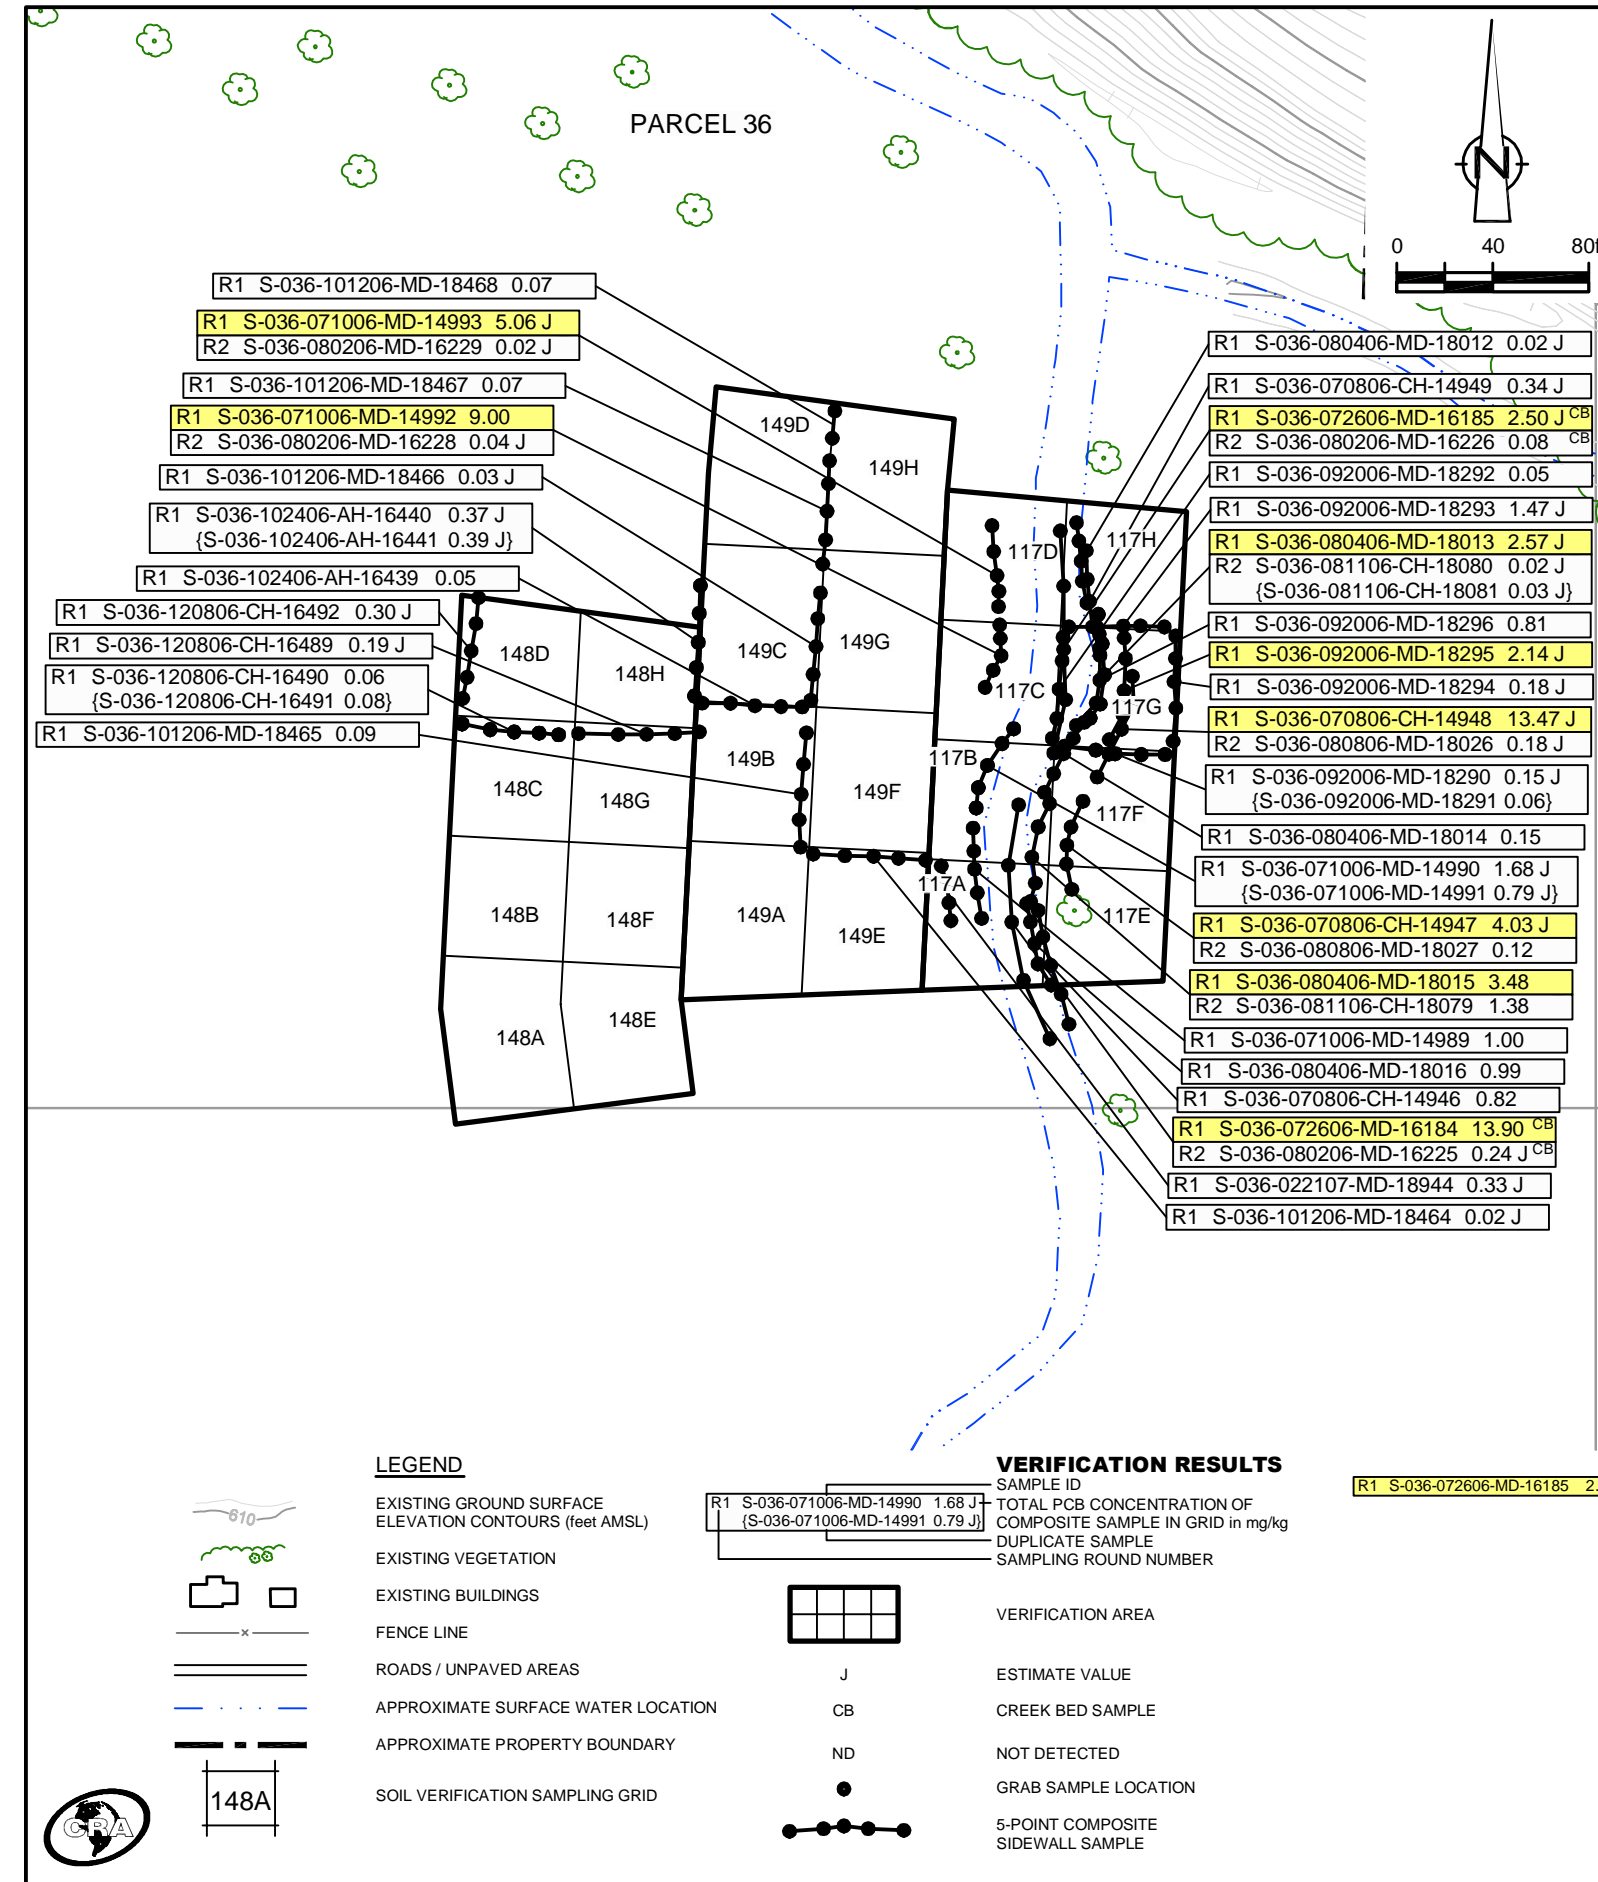 PARCEL 36
N
0 40 80f
R1 S-036-101206-MD-18468 0.07
R1 S-036-071006-MD-14993 5.06 J
R2 S-036-080206-MD-16229 0.02 J
R1 S-036-101206-MD-18467 0.07
R1 S-036-071006-MD-14992 9.00
R2 S-036-080206-MD-16228 0.04 J
R1 S-036-101206-MD-18466 0.03 J
R1 S-036-102406-AH-16440 0.37 J
{S-036-102406-AH-16441 0.39 J}
R1 S-036-102406-AH-16439 0.05
R1 S-036-120806-CH-16492 0.30 J
R1 S-036-120806-CH-16489 0.19 J
R1 S-036-120806-CH-16490 0.06
{S-036-120806-CH-16491 0.08}
R1 S-036-101206-MD-18465 0.09
R1 S-036-080406-MD-18012 0.02 J
R1 S-036-070806-CH-14949 0.34 J
R1 S-036-072606-MD-16185 2.50 J CB
R2 S-036-080206-MD-16226 0.08 CB
R1 S-036-092006-MD-18292 0.05
R1 S-036-092006-MD-18293 1.47 J
R1 S-036-080406-MD-18013 2.57 J
R2 S-036-081106-CH-18080 0.02 J
{S-036-081106-CH-18081 0.03 J}
R1 S-036-092006-MD-18296 0.81
R1 S-036-092006-MD-18295 2.14 J
R1 S-036-092006-MD-18294 0.18 J
R1 S-036-070806-CH-14948 13.47 J
R2 S-036-080806-MD-18026 0.18 J
R1 S-036-092006-MD-18290 0.15 J
{S-036-092006-MD-18291 0.06}
R1 S-036-080406-MD-18014 0.15
R1 S-036-071006-MD-14990 1.68 J
{S-036-071006-MD-14991 0.79 J}
R1 S-036-070806-CH-14947 4.03 J
R2 S-036-080806-MD-18027 0.12
R1 S-036-080406-MD-18015 3.48
R2 S-036-081106-CH-18079 1.38
R1 S-036-071006-MD-14989 1.00
R1 S-036-080406-MD-18016 0.99
R1 S-036-070806-CH-14946 0.82
R1 S-036-072606-MD-16184 13.90 CB
R2 S-036-080206-MD-16225 0.24 J CB
R1 S-036-022107-MD-18944 0.33 J
R1 S-036-101206-MD-18464 0.02 J
149D
149H
117D
117H
148D
148H
149C
149G
117C
117G
149B
117B
148C
148G
149F
117F
117A
148B
148F
149A
149E
117E
148A
148E
LEGEND
610
EXISTING GROUND SURFACE
ELEVATION CONTOURS (feet AMSL)
EXISTING VEGETATION
EXISTING BUILDINGS
x
FENCE LINE
ROADS / UNPAVED AREAS
APPROXIMATE SURFACE WATER LOCATION
APPROXIMATE PROPERTY BOUNDARY
148A
SOIL VERIFICATION SAMPLING GRID
CRA
VERIFICATION RESULTS
R1 S-036-071006-MD-14990 1.68 J
{S-036-071006-MD-14991 0.79 J}
SAMPLE ID
TOTAL PCB CONCENTRATION OF
COMPOSITE SAMPLE IN GRID in mg/kg
DUPLICATE SAMPLE
SAMPLING ROUND NUMBER
R1 S-036-072606-MD-16185 2.
VERIFICATION AREA
J ESTIMATE VALUE
CB CREEK BED SAMPLE
ND NOT DETECTED
GRAB SAMPLE LOCATION
5-POINT COMPOSITE
SIDEWALL SAMPLE